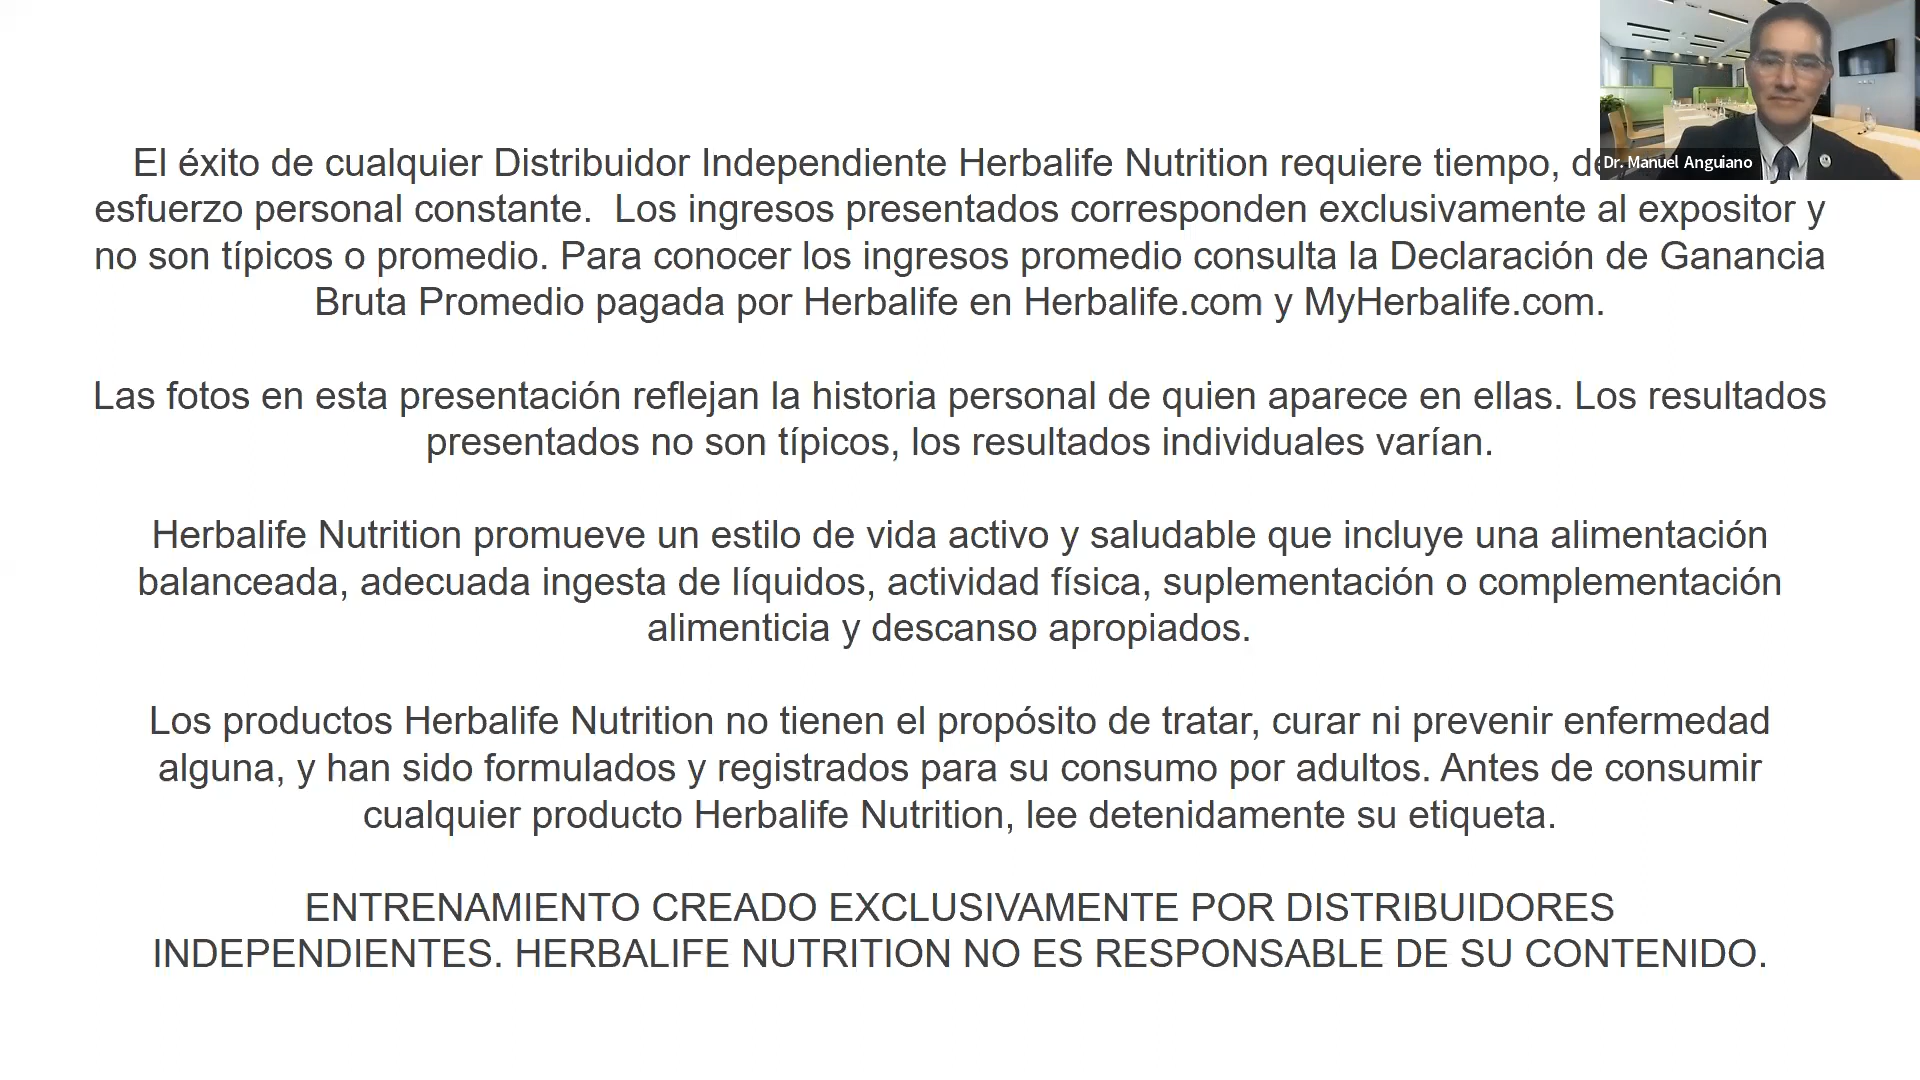 El éxito de cualquier Distribuidor Independiente Herbalife Nutrition requiere tiempo,
Dr. Manuel Anguiano
esfuerzo personal constante.  Los ingresos presentados corresponden exclusivamente al expositor y
no son típicos o promedio. Para conocer los ingresos promedio consulta la Declaración de Ganancia
Bruta Promedio pagada por Herbalife en Herbalife.com y MyHerbalife.com.
Las fotos en esta presentación reflejan la historia personal de quien aparece en ellas. Los resultados
presentados no son típicos, los resultados individuales varían.
Herbalife Nutrition promueve un estilo de vida activo y saludable que incluye una alimentación
balanceada, adecuada ingesta de líquidos, actividad física, suplementación o complementación
alimenticia y descanso apropiados.
Los productos Herbalife Nutrition no tienen el propósito de tratar, curar ni prevenir enfermedad
alguna, y han sido formulados y registrados para su consumo por adultos. Antes de consumir
cualquier producto Herbalife Nutrition, lee detenidamente su etiqueta.
ENTRENAMIENTO CREADO EXCLUSIVAMENTE POR DISTRIBUIDORES
INDEPENDIENTES. HERBALIFE NUTRITION NO ES RESPONSABLE DE SU CONTENIDO.